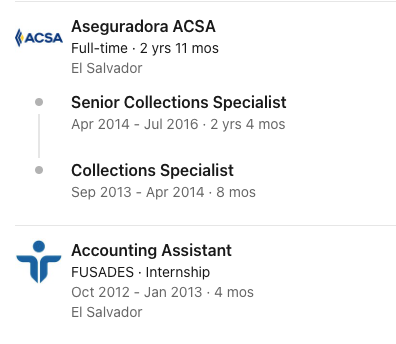 ACSA
Aseguradora ACSA
Full-time · 2 yrs 11 mos
El Salvador
Senior Collections Specialist
Apr 2014 - Jul 2016 · 2 yrs 4 mos
Collections Specialist
Sep 2013 - Apr 2014 · 8 mos
Accounting Assistant
FUSADES · Internship
Oct 2012 - Jan 2013 · 4 mos
El Salvador